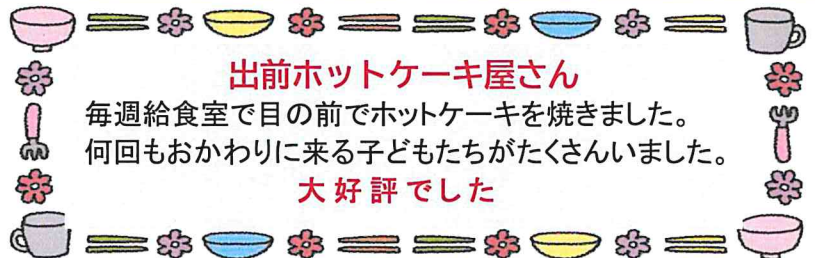 出前ホットケーキ屋さん
毎週給食室で目の前でホットケーキを焼きました。
何回もおかわりに来る子どもたちがたくさんいました。
大好評でした